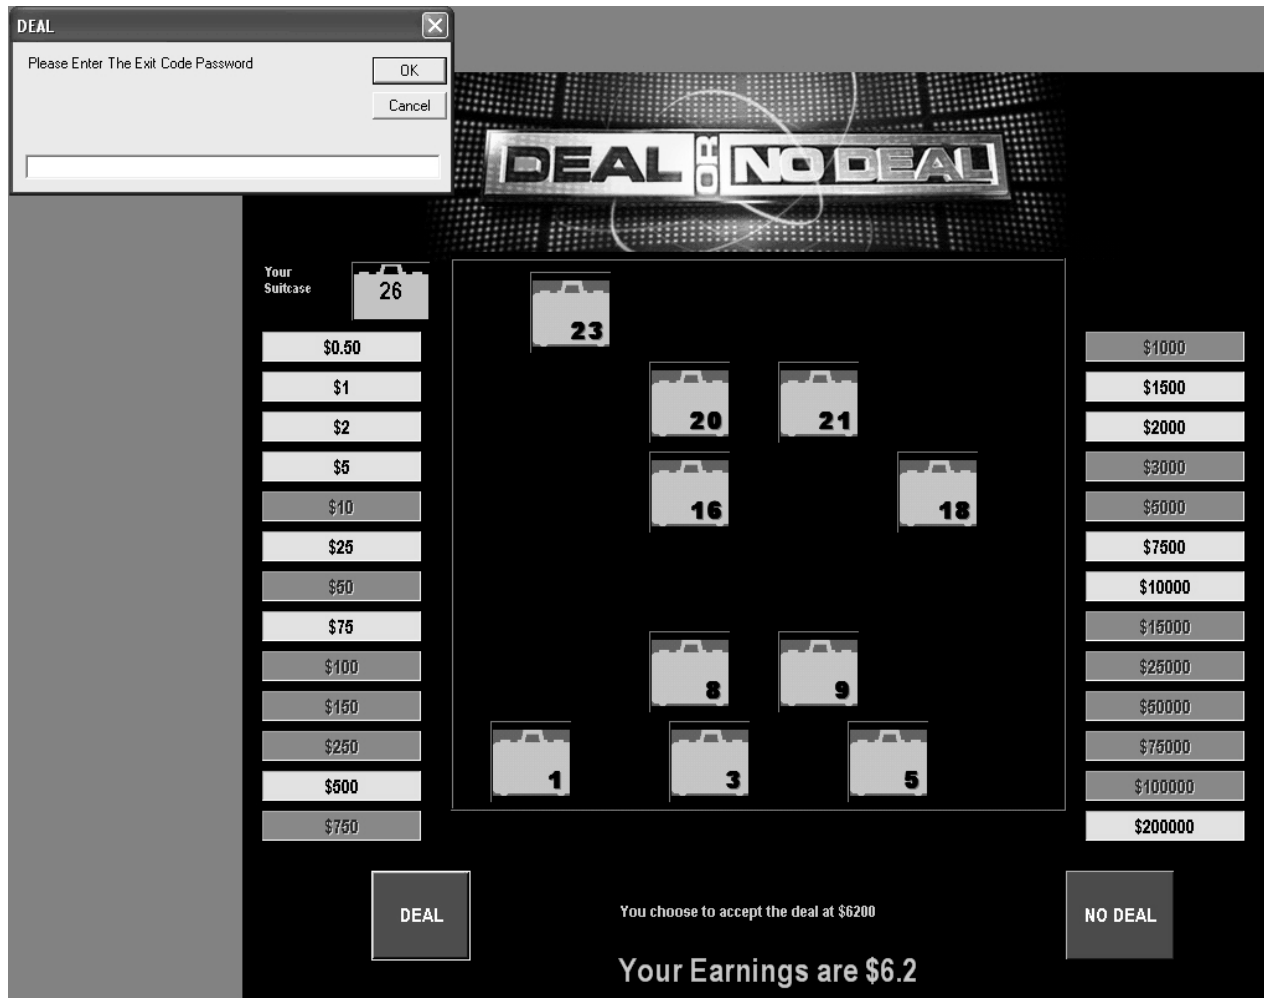 DEAL
Please Enter The Exit Code Password
OK
Cancel
DEAL OR NO DEAL
Your
Suitcase
26
23
20 21
16 18
8 9
1 3 5
$0.50
$1
$2
$5
$10
$25
$50
$75
$100
$150
$250
$500
$750
$1000
$1500
$2000
$3000
$5000
$7500
$10000
$15000
$25000
$50000
$75000
$100000
$200000
DEAL
You choose to accept the deal at $6200
NO DEAL
Your Earnings are $6.2